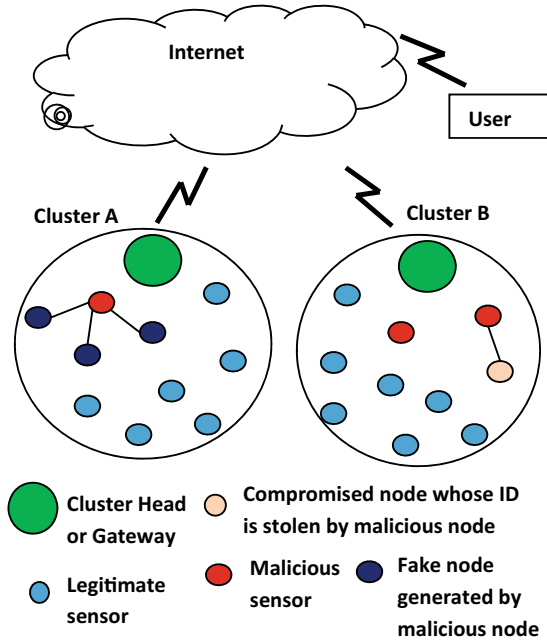 Internet
User
Cluster A
Cluster B
Cluster Head
or Gateway
Compromised node whose ID
is stolen by malicious node
Legitimate
sensor
Malicious
sensor
Fake node
generated by
malicious node